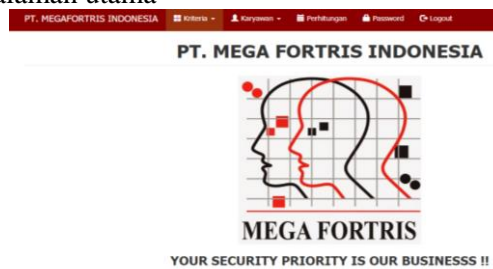 PT. MEGAFORTRIS INDONESIA Kriteria Karyawan Perhitungan Password Logout
PT. MEGA FORTRIS INDONESIA
MEGA FORTRIS
YOUR SECURITY PRIORITY IS OUR BUSINESSS !!